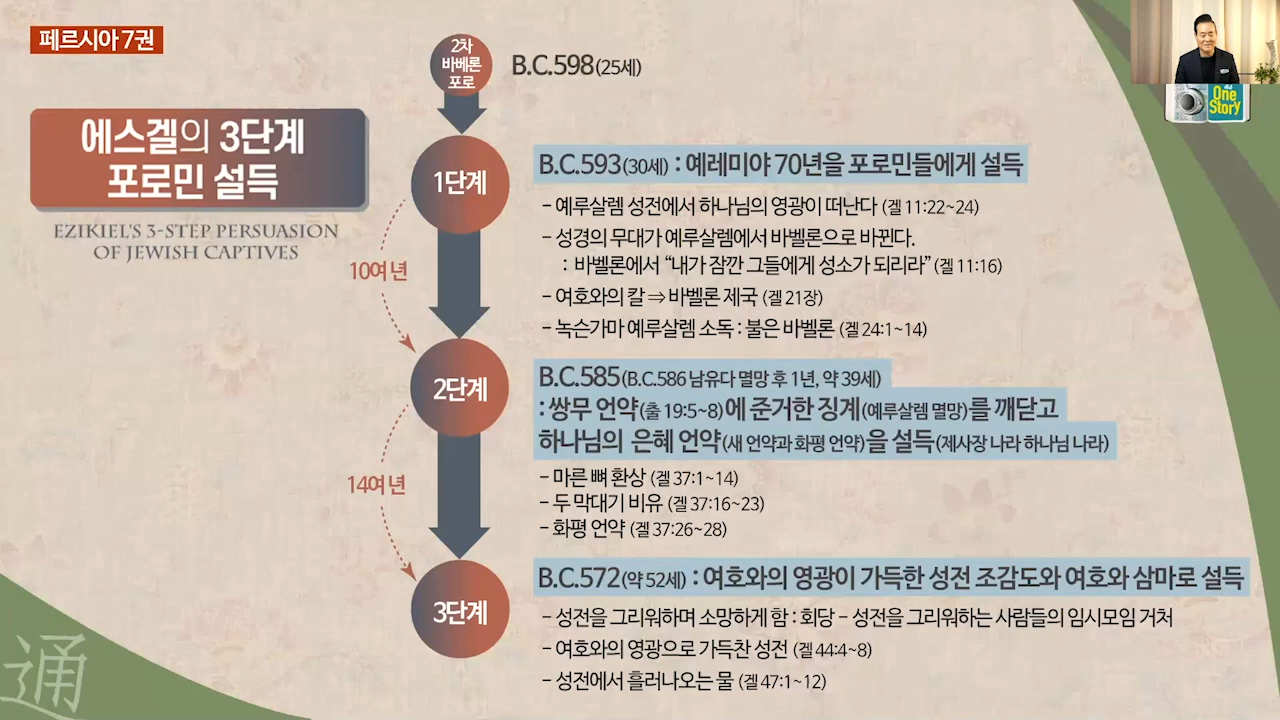 페르시아 7권
2차
바베론
포로
B.C.598 (25세)
One
Story
에스겔의 3단계
포로민 설득
EZIKIEL'S 3-STEP PERSUASION
OF JEWISH CAPTIVES
1단계
B.C.593 (30세) : 예레미야 70년을 포로민들에게 설득
- 예루살렘 성전에서 하나님의 영광이 떠난다 (겔 11:22~24)
- 성경의 무대가 예루살렘에서 바벨론으로 바뀐다.
: 바벨론에서 “내가 잠깐 그들에게 성소가 되리라” (겔 11:16)
- 여호와의 칼 ⇒ 바벨론 제국 (겔 21장)
- 녹슨가마 예루살렘 소독 : 불은 바벨론 (겔 24:1~14)
10여 년
2단계
B.C.585 (B.C.586 남유다 멸망 후 1년, 약 39세)
: 쌍무 언약(출 19:5~8)에 준거한 징계(예루살렘 멸망)를 깨닫고
하나님의 은혜 언약(새 언약과 화평 언약)을 설득(제사장 나라 하나님 나라)
- 마른 뼈 환상 (겔 37:1~14)
- 두 막대기 비유 (겔 37:16~23)
- 화평 언약 (겔 37:26~28)
14여 년
3단계
B.C.572 (약 52세) : 여호와의 영광이 가득한 성전 조감도와 여호와 삼마로 설득
- 성전을 그리워하며 소망하게 함 : 회당 – 성전을 그리워하는 사람들의 임시모임 거처
- 여호와의 영광으로 가득찬 성전 (겔 44:4~8)
- 성전에서 흘러나오는 물 (겔 47:1~12)
通